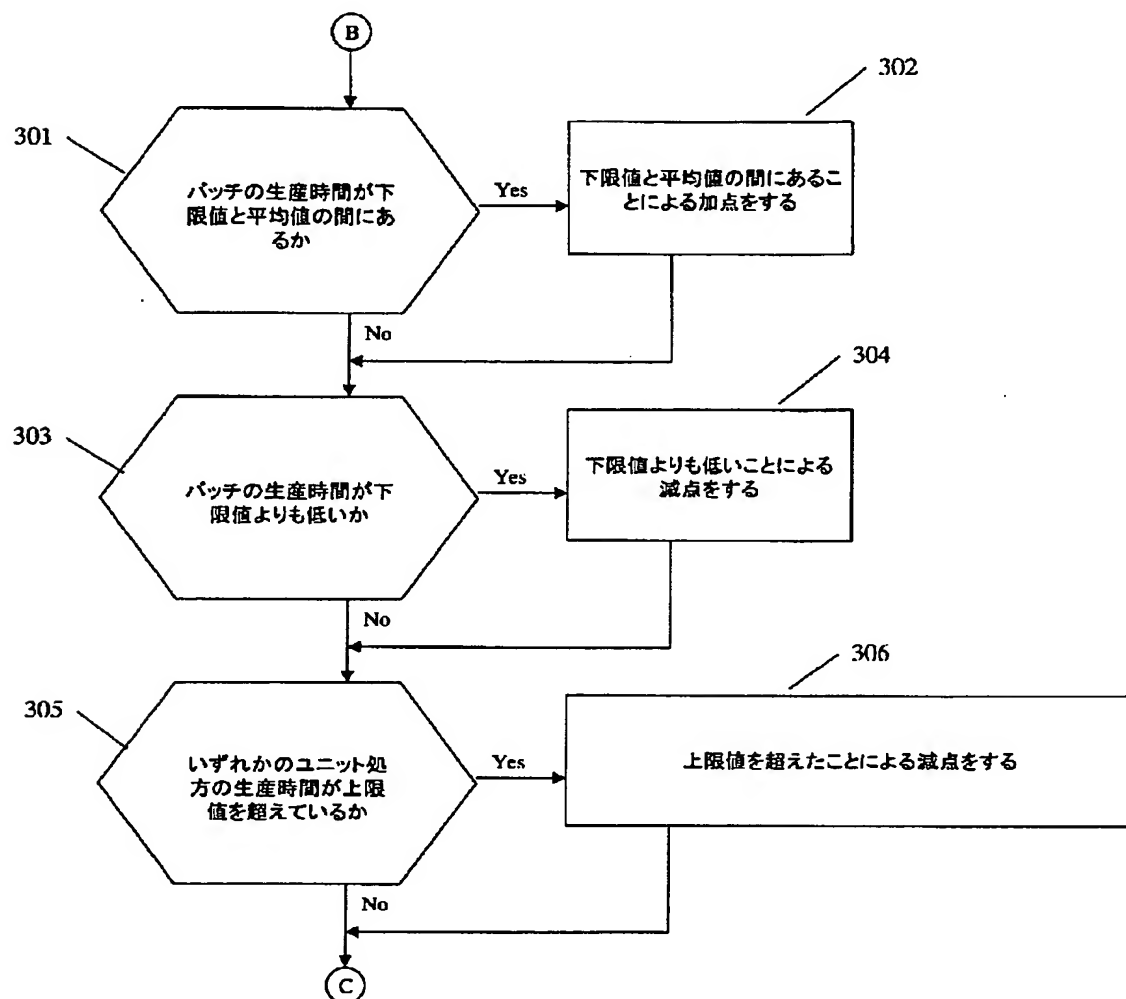 B
302
301
バッチの生産時間が下
限値と平均値の間にあ
るか
Yes
下限値と平均値の間にあるこ
とによる加点をする
No
304
303
バッチの生産時間が下
限値よりも低いか
Yes
下限値よりも低いことによる
減点をする
No
306
305
いずれかのユニット処
方の生産時間が上限
値を超えているか
Yes
上限値を超えたことによる減点をする
No
C